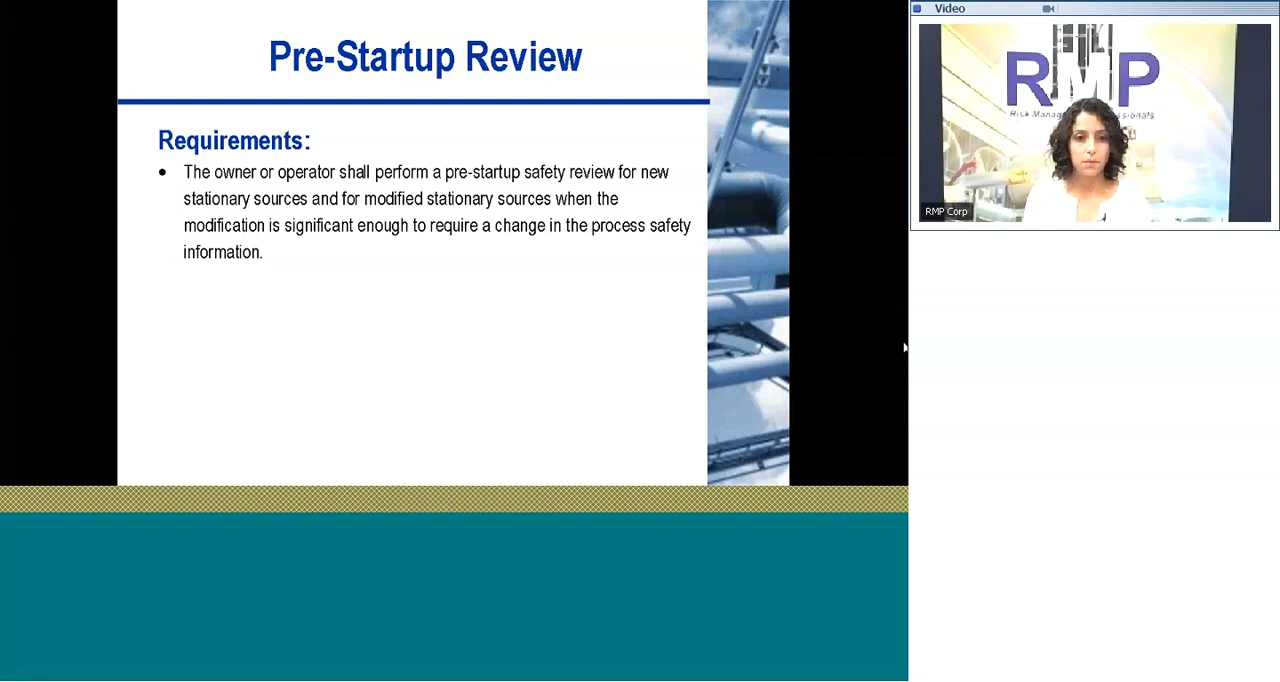 Pre-Startup Review
Requirements:
• The owner or operator shall perform a pre-startup safety review for new
stationary sources and for modified stationary sources when the
modification is significant enough to require a change in the process safety
information.
Video
RMP
Risk
RMP Corp